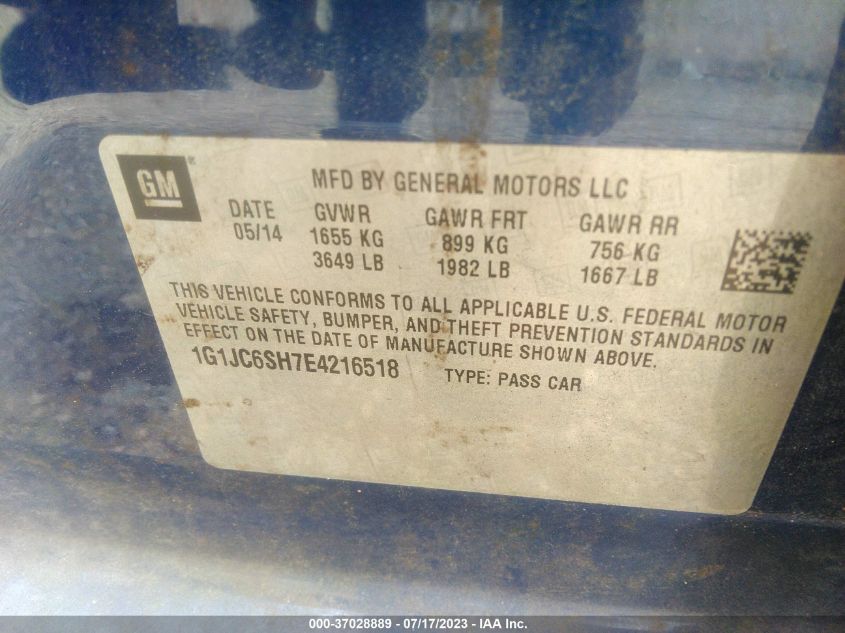 GM
MFD BY GENERAL MOTORS LLC
DATE GVWR GAWR FRT GAWR RR
05/14 1655 KG 899 KG 756 KG
3649 LB 1982 LB 1667 LB
THIS VEHICLE CONFORMS TO ALL APPLICABLE U.S. FEDERAL MOTOR
VEHICLE SAFETY, BUMPER, AND THEFT PREVENTION STANDARDS IN
EFFECT ON THE DATE OF MANUFACTURE SHOWN ABOVE.
1G1JC6SH7E4216518 TYPE: PASS CAR
000-37028889 - 07/17/2023 - IAA Inc.